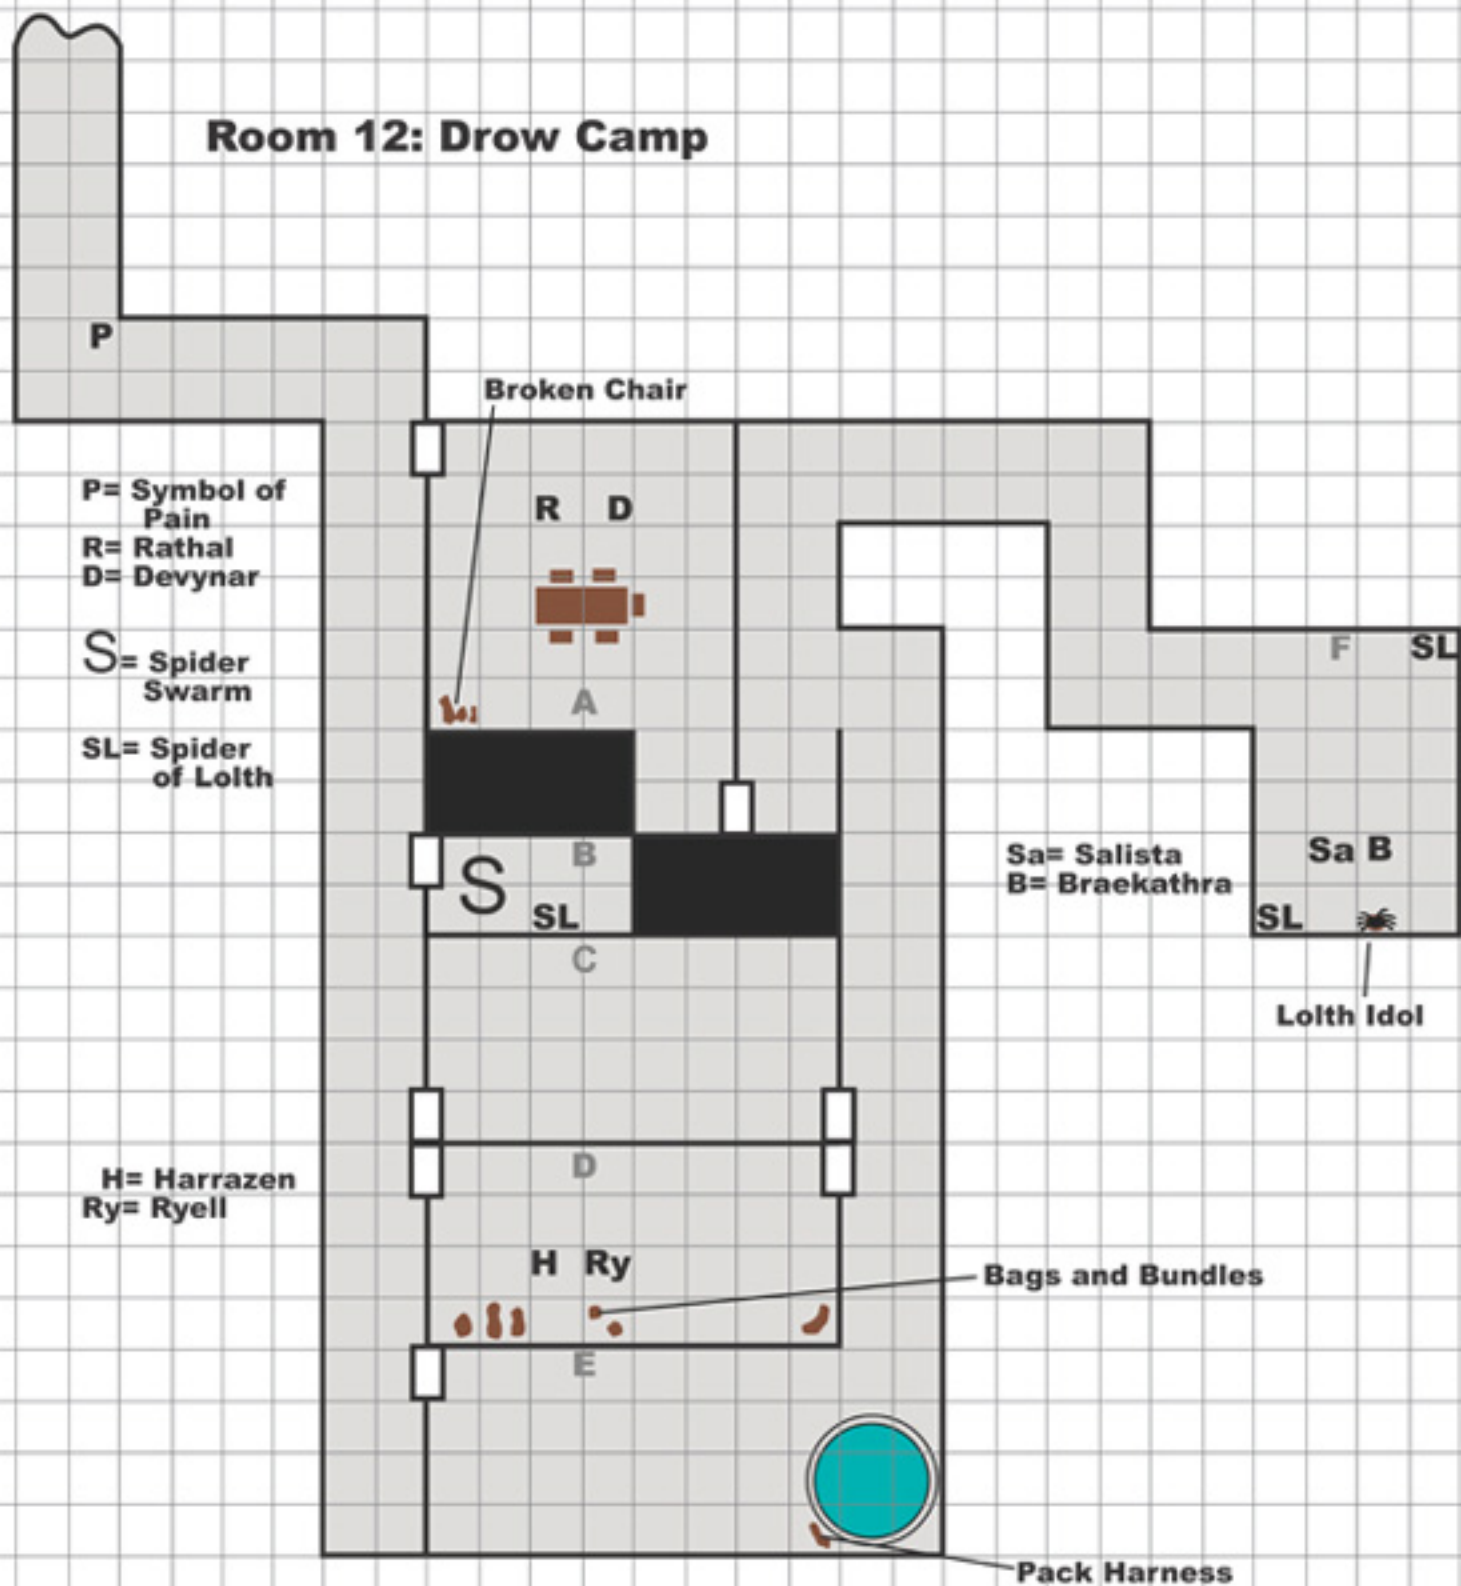 Room 12: Drow Camp
P
Broken Chair
P= Symbol of
Pain
R= Rathal
D= Devynar
R D
S= Spider
Swarm
F SL
A
SL= Spider
of Lolth
B
S
SL
Sa= Salista
B= Braekathra
Sa B
SL
C
Lolth Idol
D
H= Harrazen
Ry= Ryell
H Ry
Bags and Bundles
E
Pack Harness